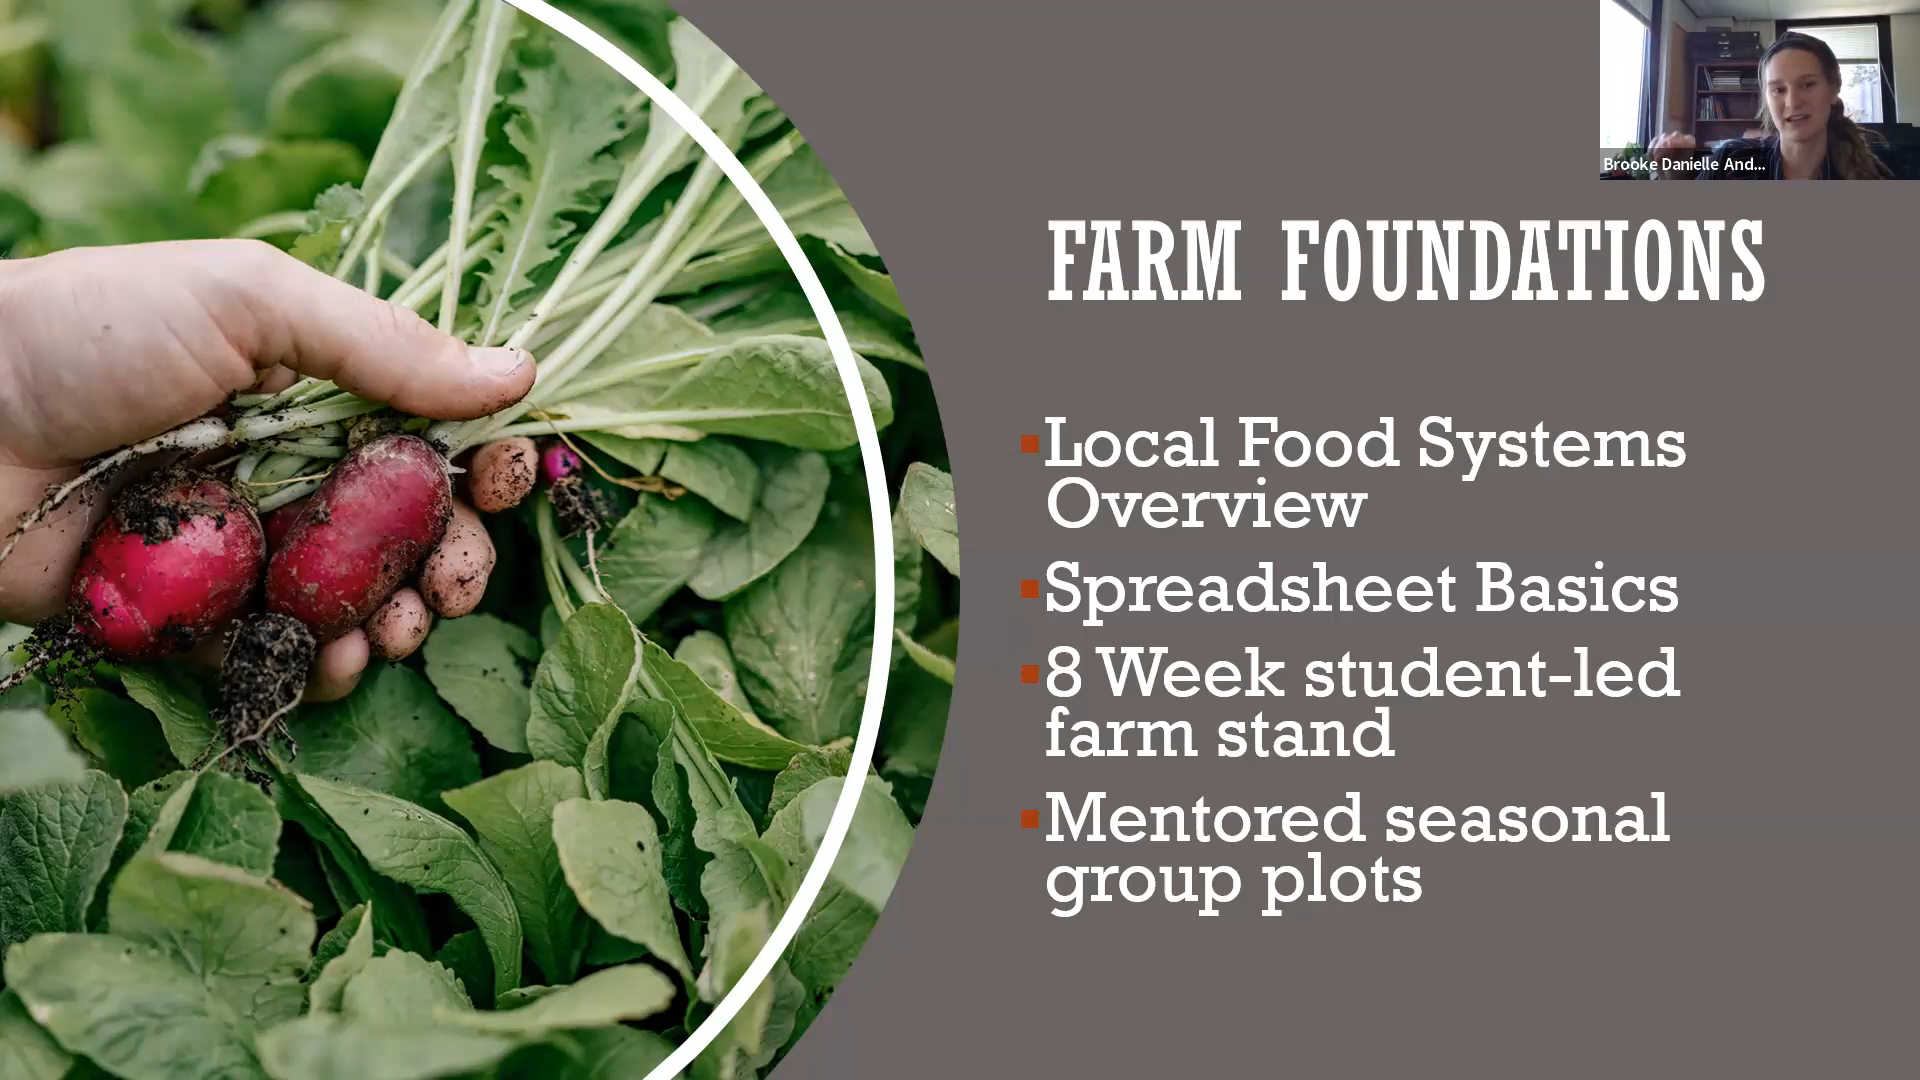 Brooke Danielle And...
FARM FOUNDATIONS
Local Food Systems
Overview
Spreadsheet Basics
8 Week student-led
farm stand
Mentored seasonal
group plots